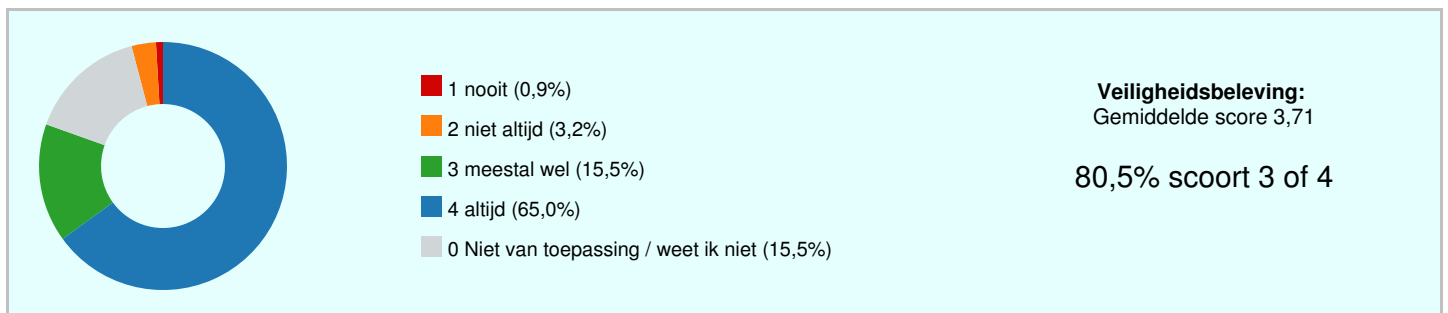 1 nooit (0,9%)
2 niet altijd (3,2%)
3 meestal wel (15,5%)
4 altijd (65,0%)
0 Niet van toepassing / weet ik niet (15,5%)
Veiligheidsbeleving:
Gemiddelde score 3,71
80,5% scoort 3 of 4